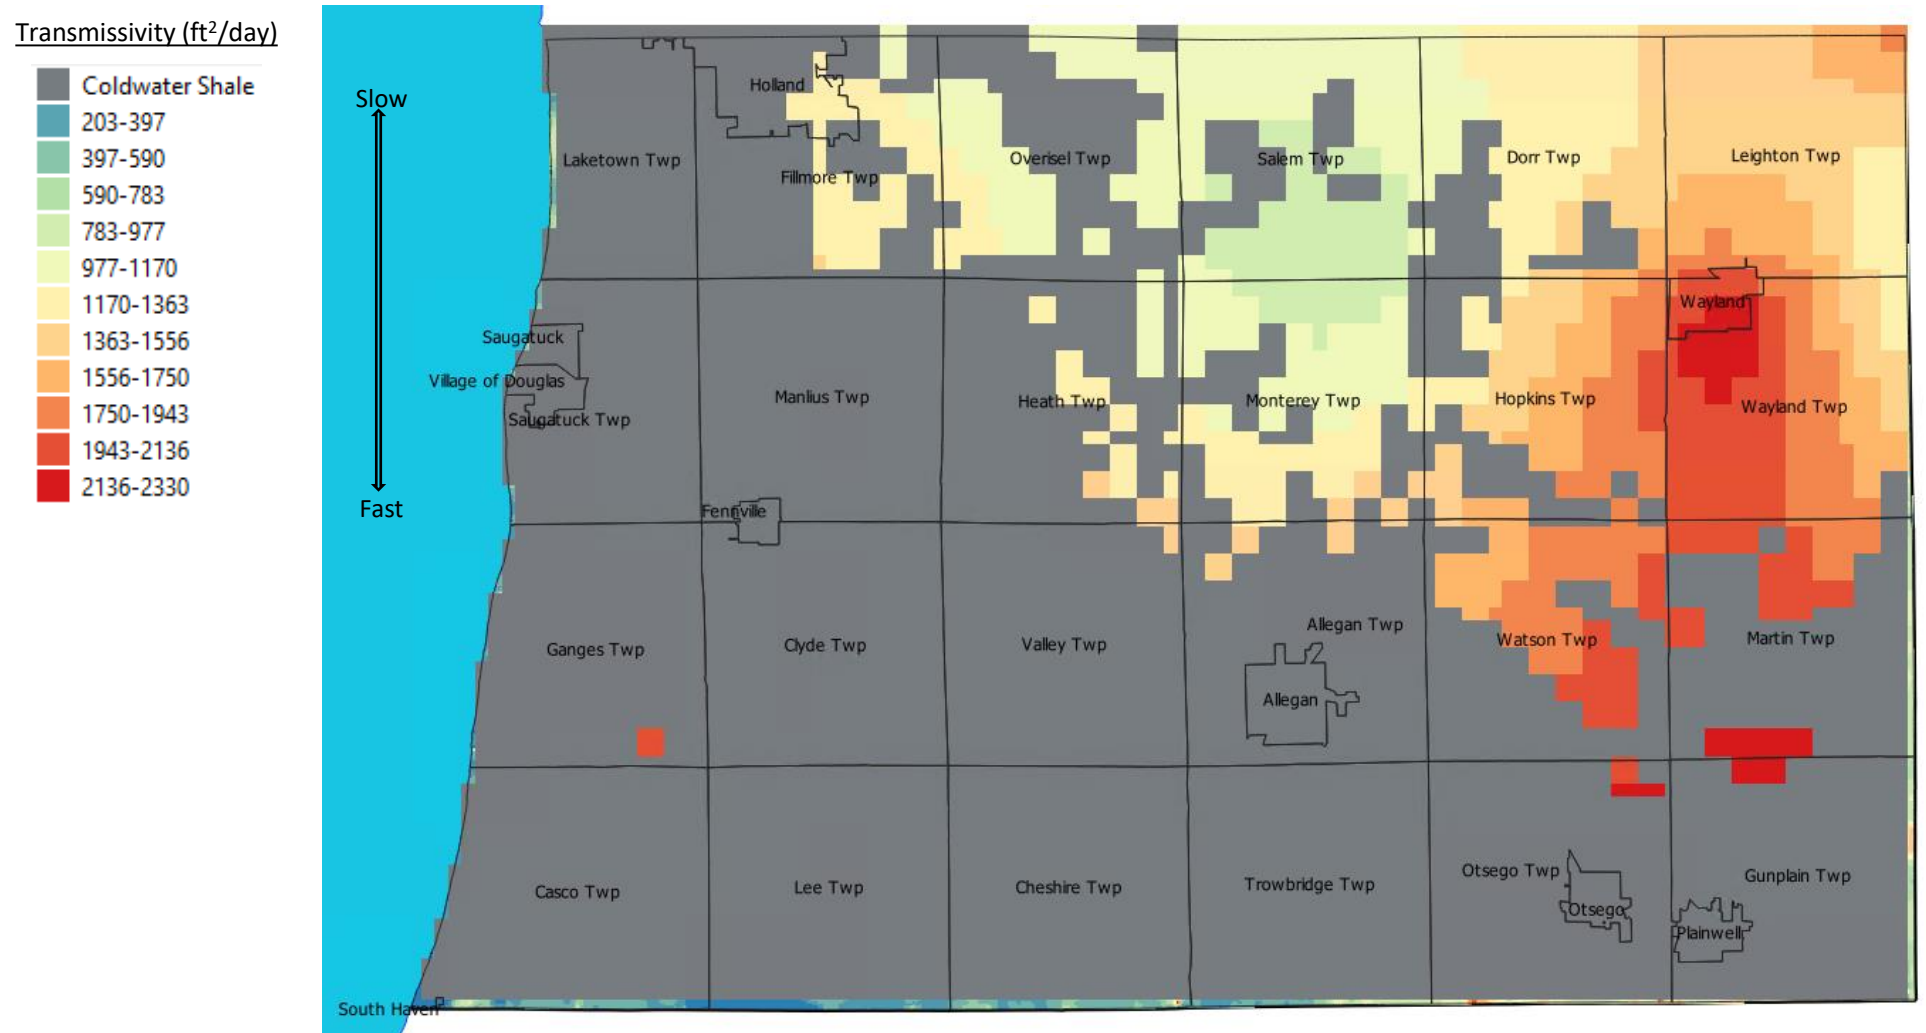 Transmissivity (ft²/day)
Coldwater Shale
203-397
397-590
590-783
783-977
977-1170
1170-1363
1363-1556
1556-1750
1750-1943
1943-2136
2136-2330
Slow
Fast
Holland
Laketown Twp
Fillmore Twp
Overisel Twp
Salem Twp
Dorr Twp
Leighton Twp
Saugatuck
Village of Douglas
Saugatuck Twp
Manlius Twp
Heath Twp
Monterey Twp
Hopkins Twp
Wayland
Wayland Twp
Fennville
Ganges Twp
Clyde Twp
Valley Twp
Allegan Twp
Allegan
Watson Twp
Martin Twp
Casco Twp
Lee Twp
Cheshire Twp
Trowbridge Twp
Otsego Twp
Otsego
Gunplain Twp
Plainwell
South Haven